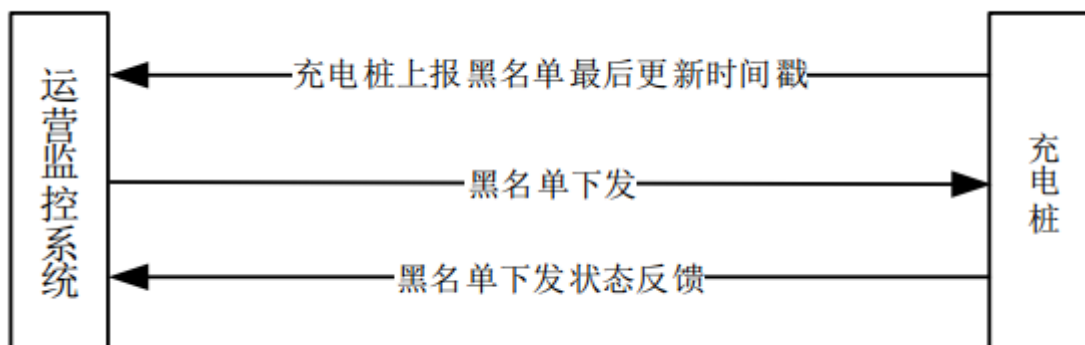 运营监控系统
充电桩上报黑名单最后更新时间戳
黑名单下发
黑名单下发状态反馈
充电桩